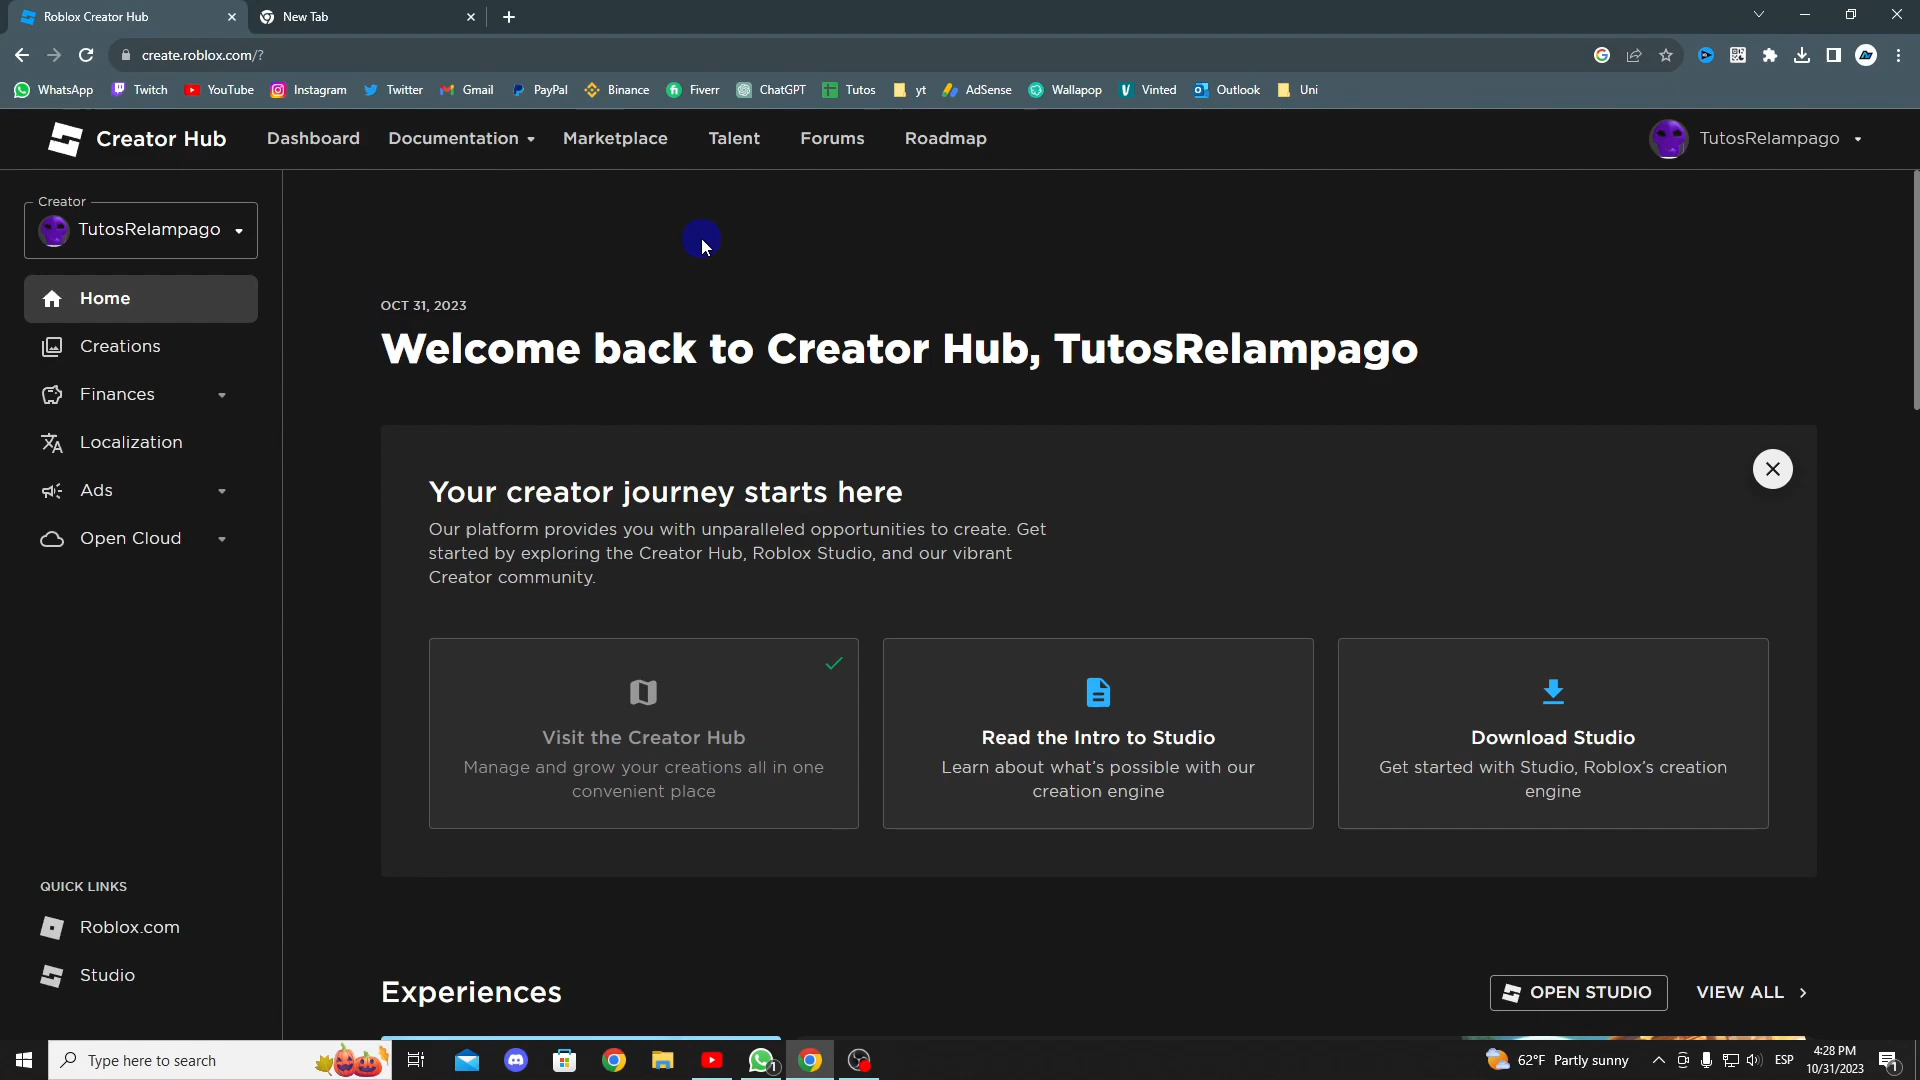 Roblox Creator Hub
New Tab
create.roblox.com/?
WhatsApp Twitch YouTube Instagram Twitter Gmail PayPal Binance Fiverr ChatGPT Tutos yt AdSense Wallapop Vinted Outlook Uni
Creator Hub Dashboard Documentation Marketplace Talent Forums Roadmap TutosRelampago
Creator
TutosRelampago
Home
Creations
Finances
Localization
Ads
Open Cloud
QUICK LINKS
Roblox.com
Studio
OCT 31, 2023
Welcome back to Creator Hub, TutosRelampago
Your creator journey starts here
Our platform provides you with unparalleled opportunities to create. Get
started by exploring the Creator Hub, Roblox Studio, and our vibrant
Creator community.
Visit the Creator Hub
Manage and grow your creations all in one
convenient place
Read the Intro to Studio
Learn about what's possible with our
creation engine
Download Studio
Get started with Studio, Roblox's creation
engine
Experiences
OPEN STUDIO
VIEW ALL
Type here to search
1
62°F Partly sunny
ESP
4:28 PM
10/31/2023
1